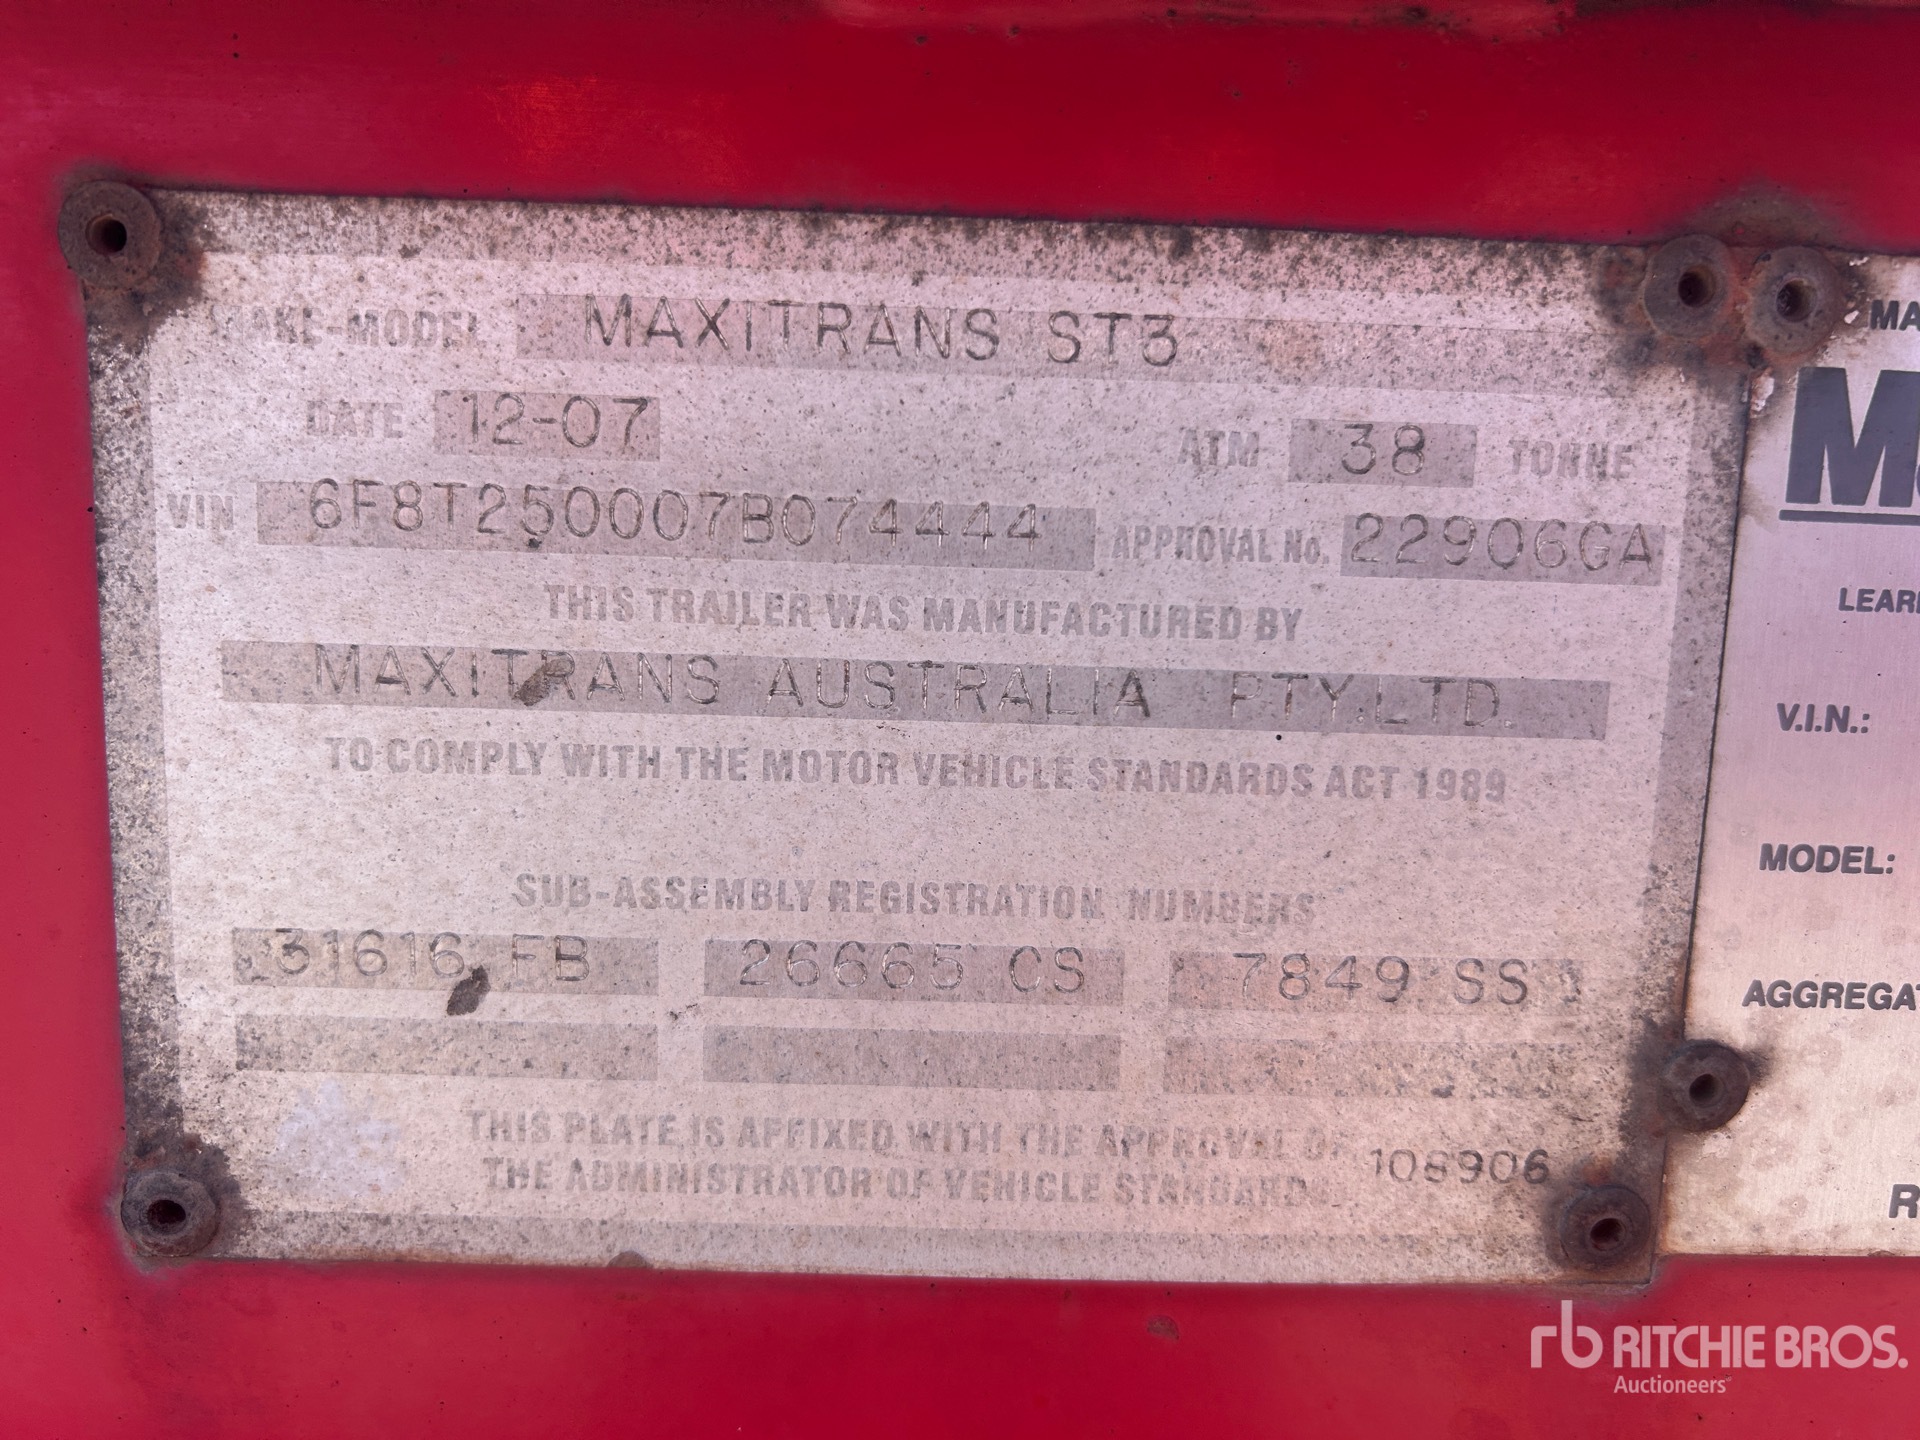 MAKE-MODEL MAXITRANS ST3
DATE 12-07 ATM 38 TONNE
VIN 6F8T250007B074444 APPROVAL No. 22906GA
THIS TRAILER WAS MANUFACTURED BY
MAXITRANS AUSTRALIA PTY.LTD.
TO COMPLY WITH THE MOTOR VEHICLE STANDARDS ACT 1989
SUB-ASSEMBLY REGISTRATION NUMBERS
31616 FB 26665 CS 7849 SS
THIS PLATE IS AFFIXED WITH THE APPROVAL OF
THE ADMINISTRATOR OF VEHICLE STANDARDS 108906
MA
M
LEAR
V.I.N.:
MODEL:
AGGREGAT
R
rb RITCHIE BROS.
Auctioneers